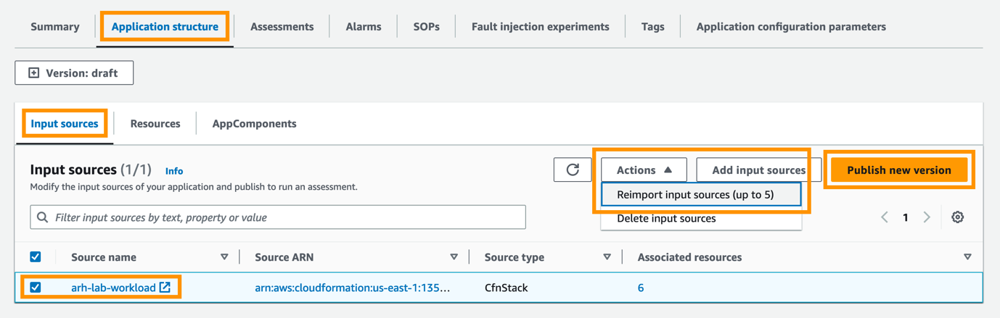 Summary Application structure Assessments Alarms SOPs Fault injection experiments Tags Application configuration parameters
Version: draft
Input sources Resources AppComponents
Input sources (1/1) Info Actions Add input sources Publish new version
Modify the input sources of your application and publish to run an assessment.
Reimport input sources (up to 5)
Filter input sources by text, property or value
Delete input sources
1
Source name Source ARN Source type Associated resources
arh-lab-workload arn:aws:cloudformation:us-east-1:135... CfnStack 6